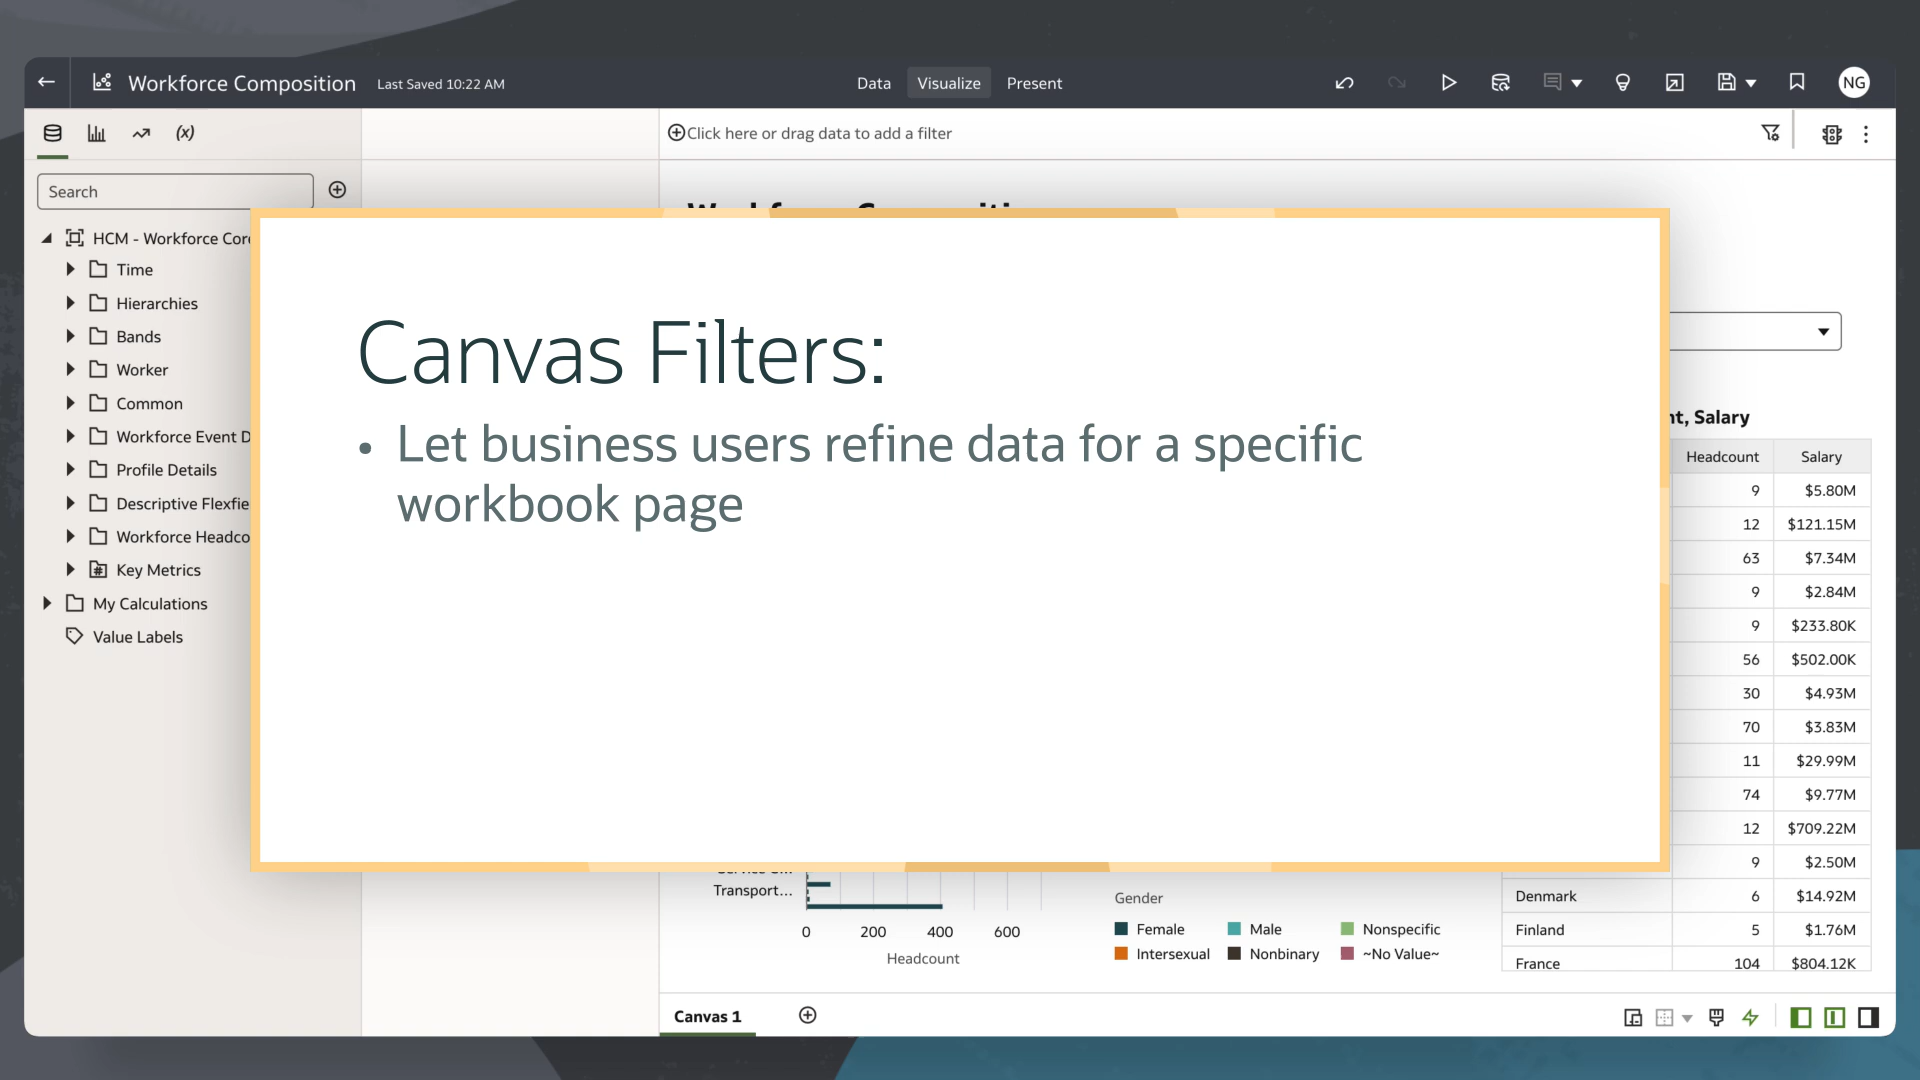 Workforce Composition
Last Saved 10:22 AM
Data
Visualize
Present
NG
(x)
Click here or drag data to add a filter
Search
HCM - Workforce Core
Time
Hierarchies
Bands
Worker
Common
Workforce Event D
Profile Details
Descriptive Flexfie
Workforce Headco
Key Metrics
My Calculations
Value Labels
Canvas Filters:
• Let business users refine data for a specific
workbook page
nt, Salary
Headcount Salary
9 $5.80M
12 $121.15M
63 $7.34M
9 $2.84M
9 $233.80K
56 $502.00K
30 $4.93M
70 $3.83M
11 $29.99M
74 $9.77M
12 $709.22M
9 $2.50M
Denmark 6 $14.92M
Finland 5 $1.76M
France 104 $804.12K
Transport...
0 200 400 600
Headcount
Gender
Female Male Nonspecific
Intersexual Nonbinary ~No Value~
Canvas 1